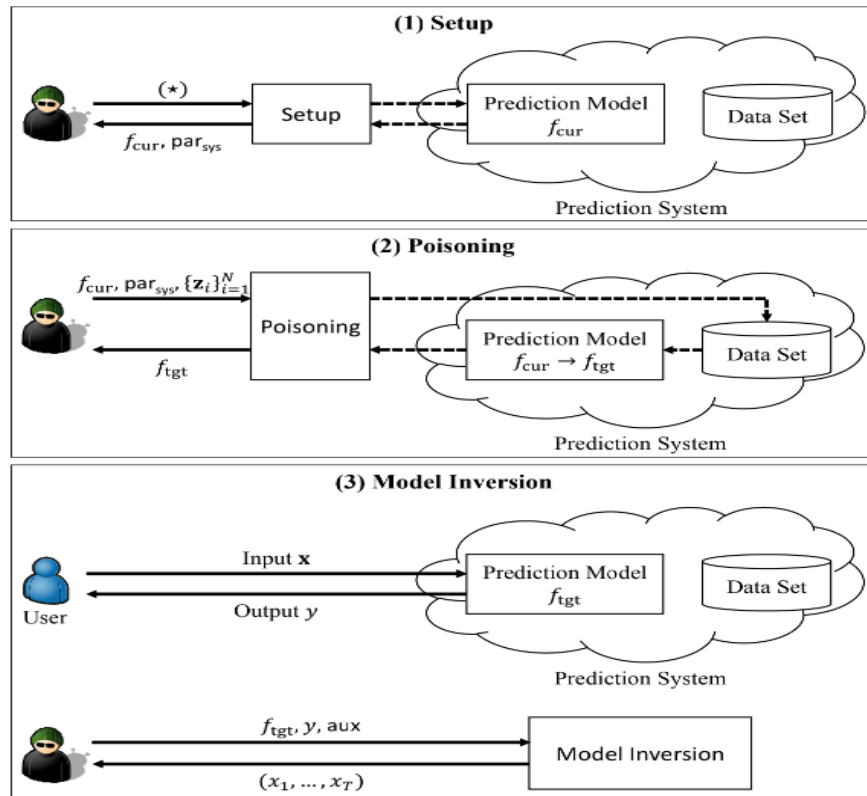 (1) Setup
(⋆)
Setup
f_cur, par_sys
Prediction Model
f_cur
Data Set
Prediction System
(2) Poisoning
f_cur, par_sys, {z_i}_{i=1}^N
Poisoning
f_tgt
Prediction Model
f_cur → f_tgt
Data Set
Prediction System
(3) Model Inversion
Input x
Output y
User
Prediction Model
f_tgt
Data Set
Prediction System
f_tgt, y, aux
(x_1, …, x_T)
Model Inversion